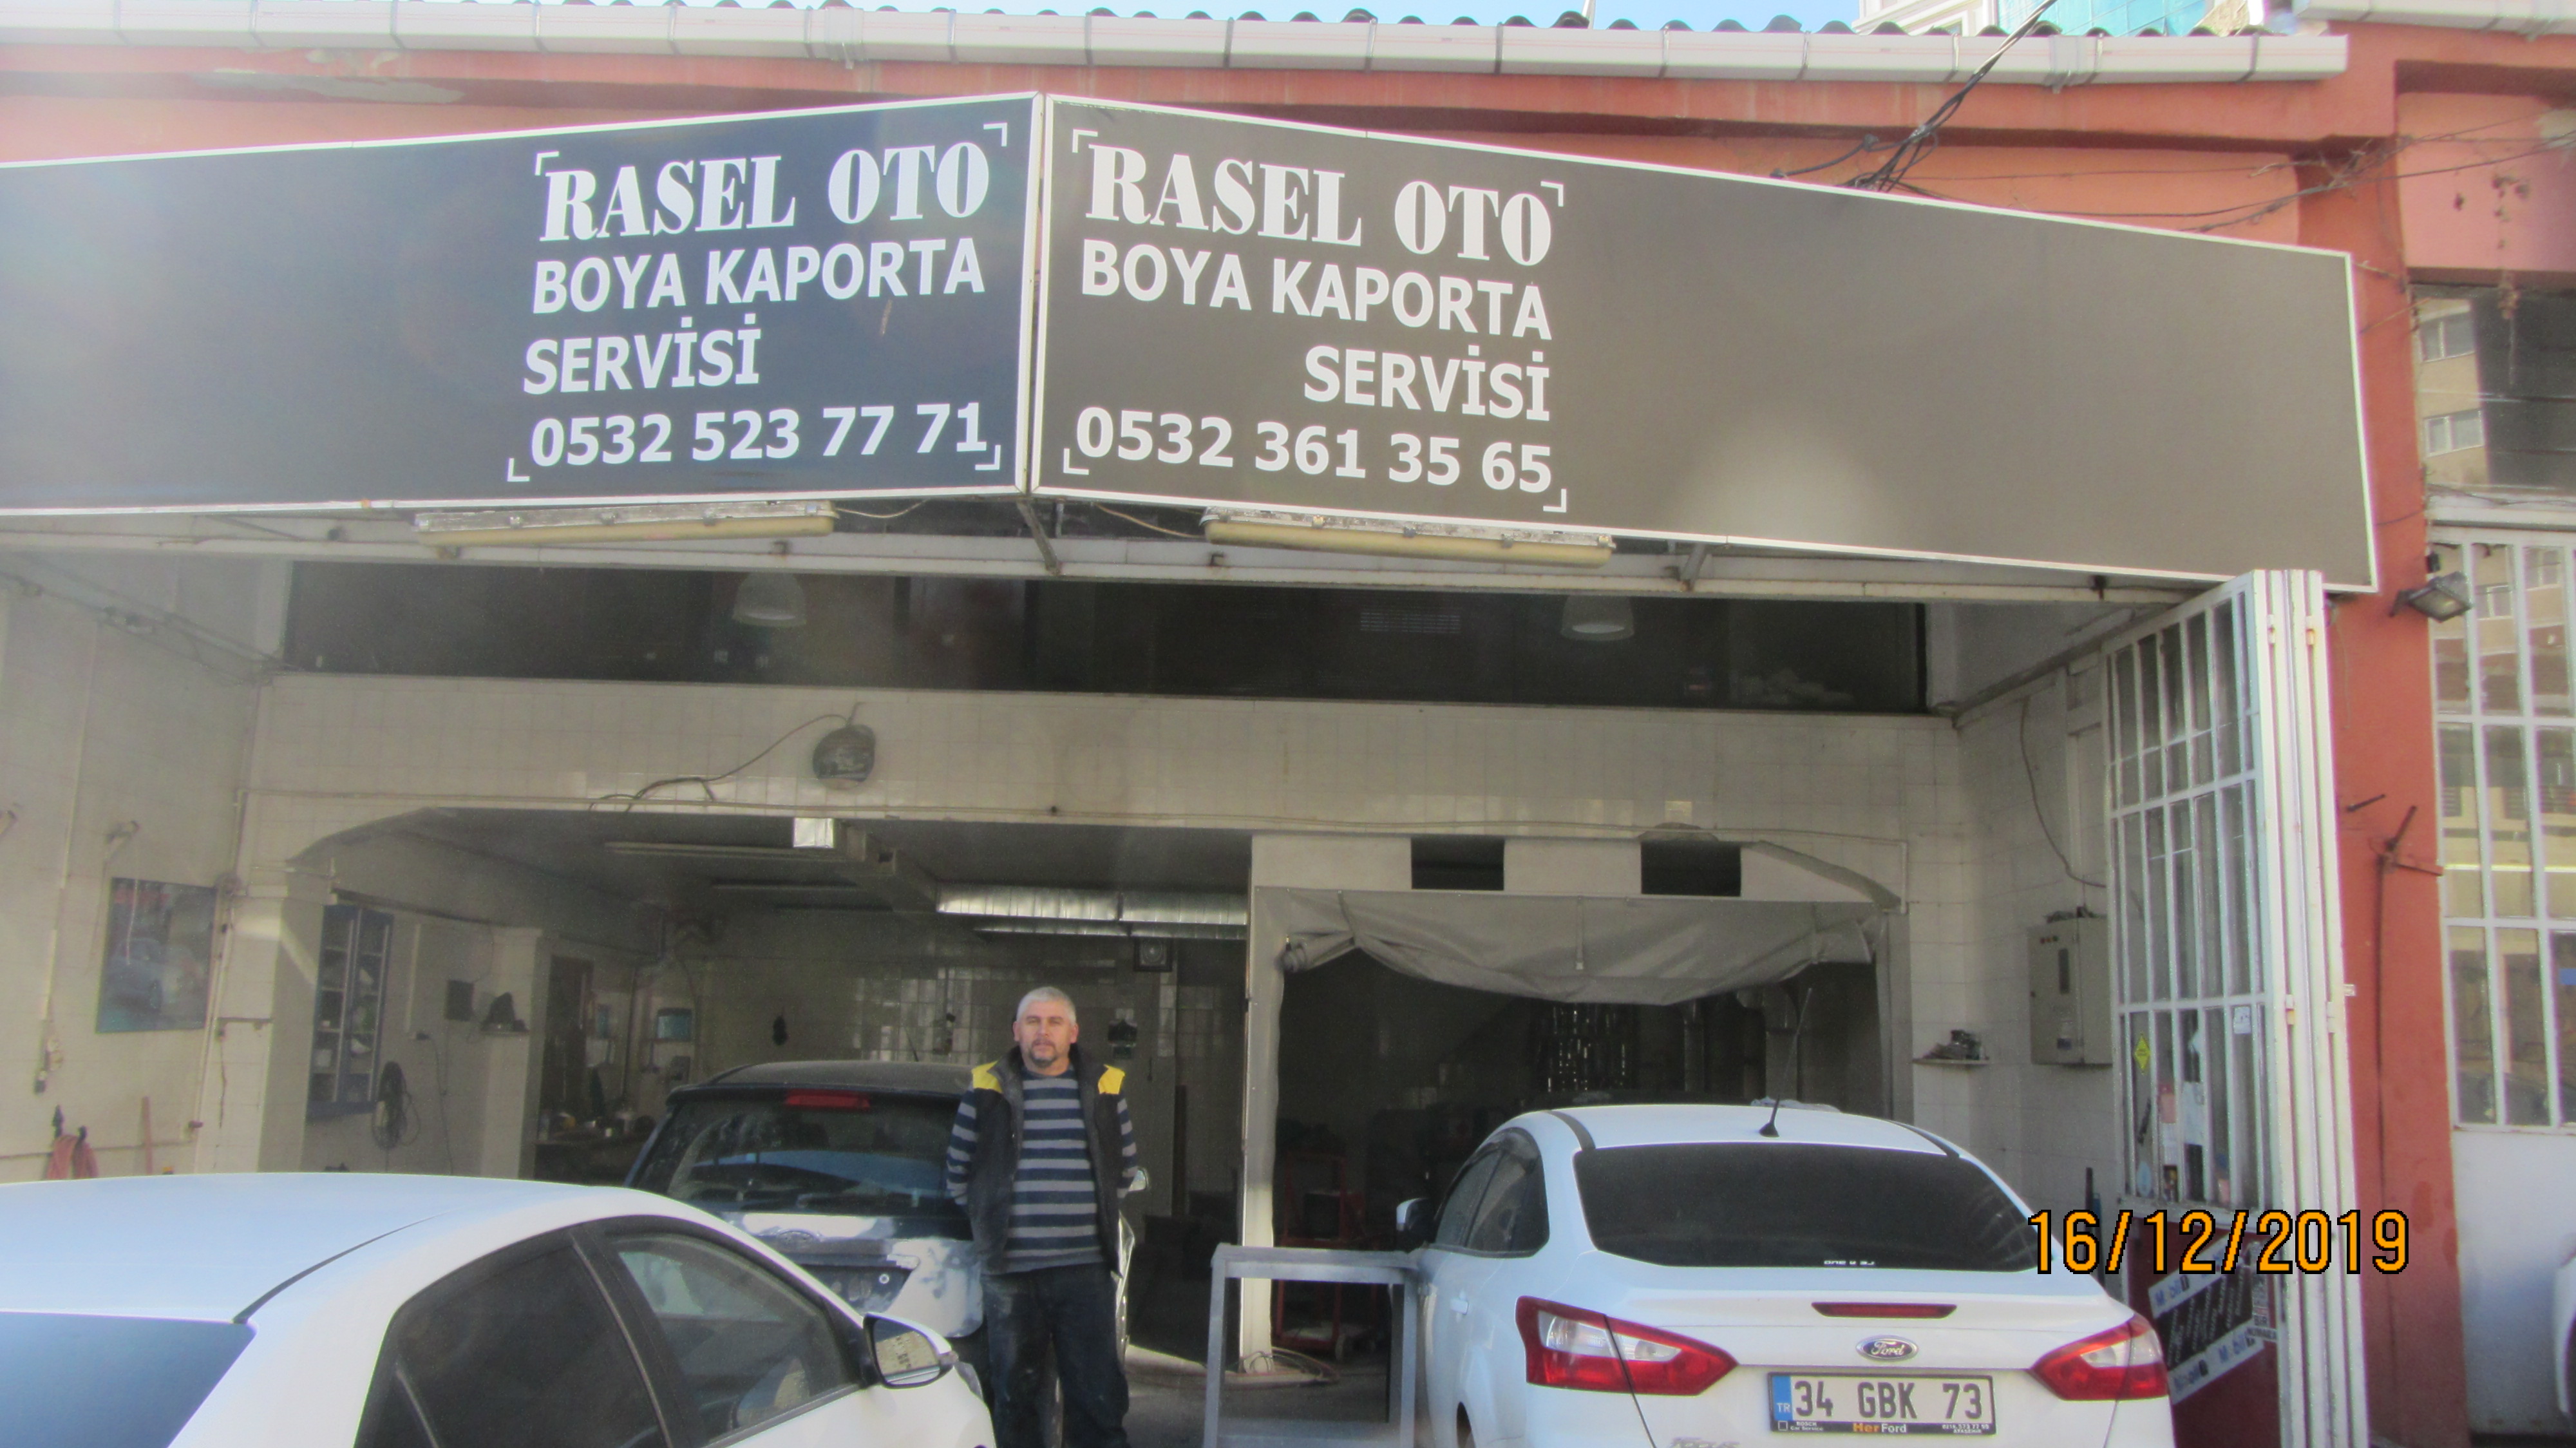 RASEL OTO
BOYA KAPORTA
SERVİSİ
0532 523 77 71
RASEL OTO
BOYA KAPORTA
SERVİSİ
0532 361 35 65
16/12/2019
Ford
TR 34 GBK 73
HerFord